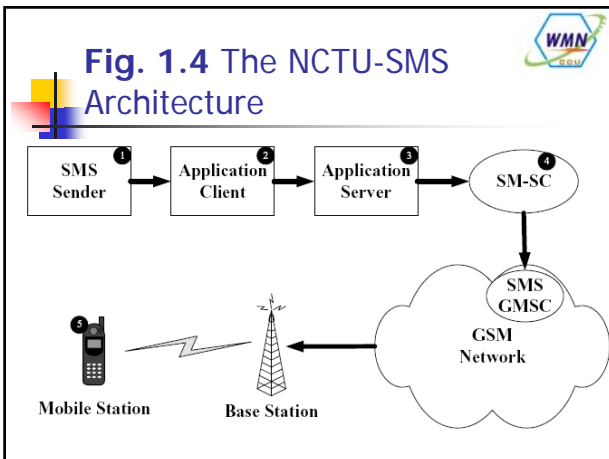 Fig. 1.4 The NCTU-SMS
Architecture
WMN
CCU
1
SMS
Sender
2
Application
Client
3
Application
Server
4
SM-SC
SMS
GMSC
GSM
Network
5
Mobile Station
Base Station